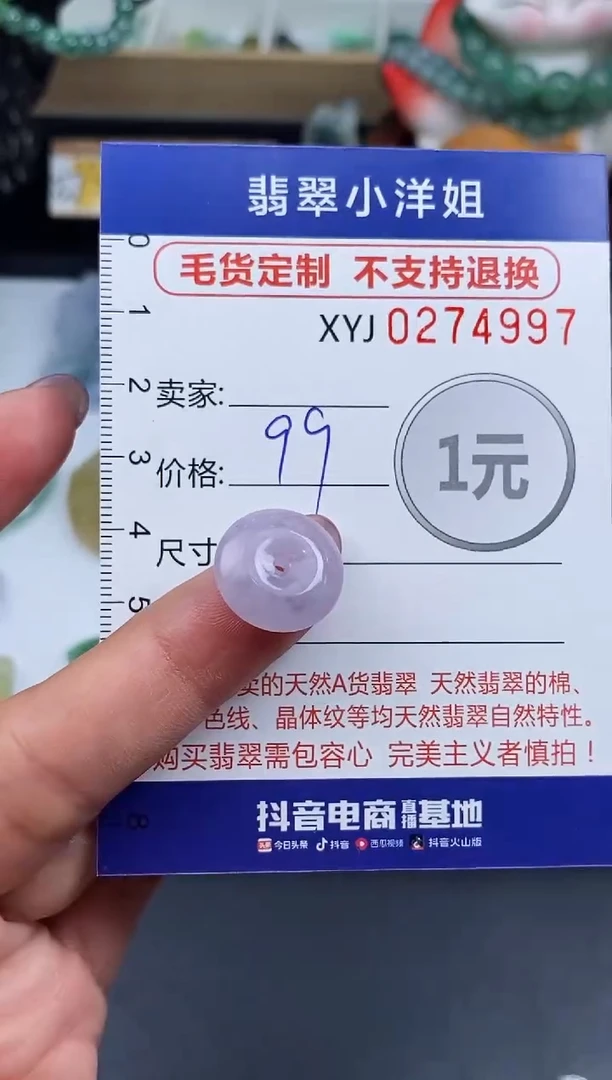 翡翠小洋姐
毛货定制 不支持退换
XYJ 0274997
0
1
2
3
4
5
8
卖家:
价格: 99
1元
尺寸
卖的天然A货翡翠 天然翡翠的棉、
色线、晶体纹等均天然翡翠自然特性。
购买翡翠需包容心 完美主义者慎拍！
抖音电商直播基地
头条 今日头条 抖音 西瓜视频 抖音火山版